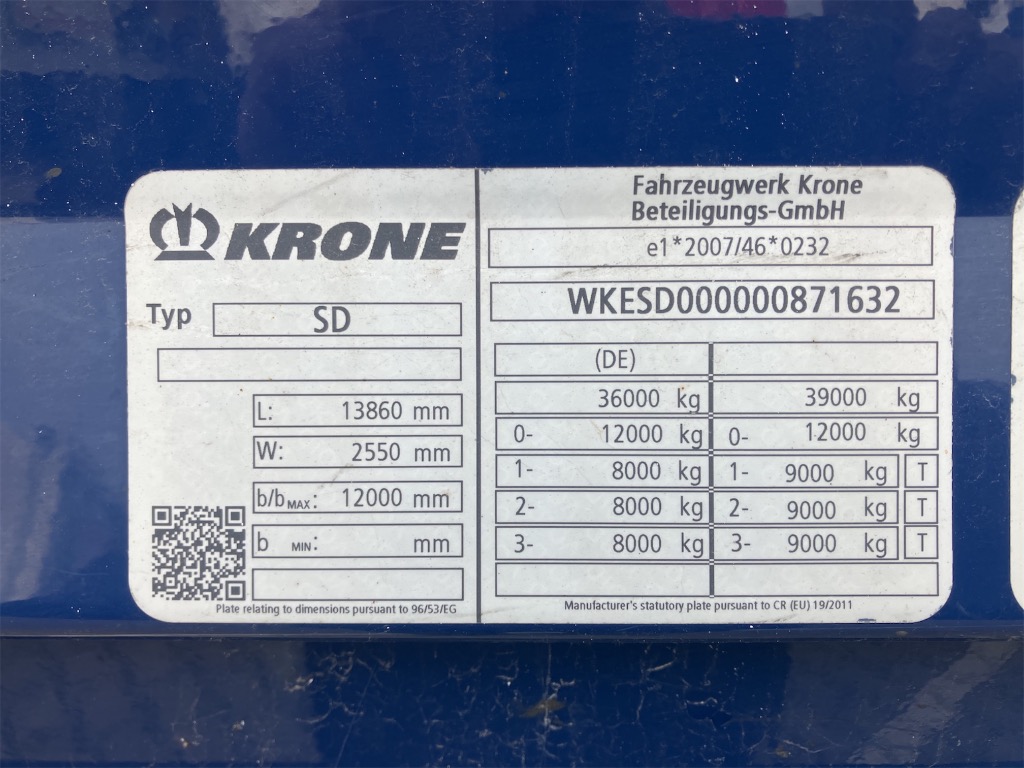 KRONE
Typ SD
L: 13860 mm
W: 2550 mm
b/b MAX: 12000 mm
b MIN: mm
Plate relating to dimensions pursuant to 96/53/EG
Fahrzeugwerk Krone
Beteiligungs-GmbH
e1*2007/46*0232
WKESD000000871632
(DE)
36000 kg 39000 kg
0- 12000 kg 0- 12000 kg
1- 8000 kg 1- 9000 kg T
2- 8000 kg 2- 9000 kg T
3- 8000 kg 3- 9000 kg T
Manufacturer's statutory plate pursuant to CR (EU) 19/2011